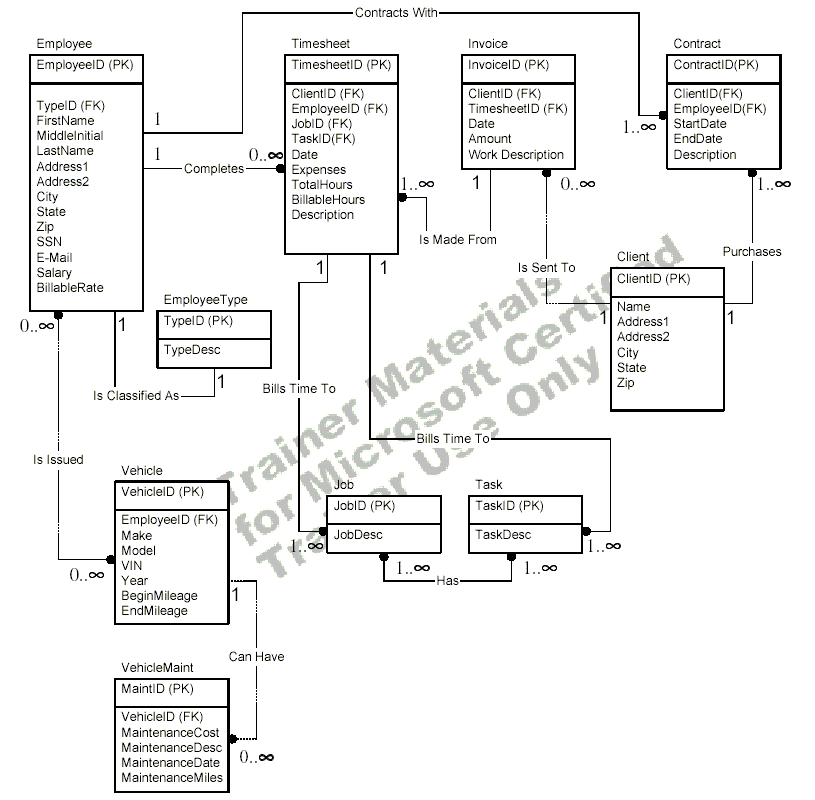 Contracts With
Employee
EmployeeID (PK)
TypeID (FK)
FirstName
MiddleInitial
LastName
Address1
Address2
City
State
Zip
SSN
E-Mail
Salary
BillableRate
1
1
Completes
0..∞
Timesheet
TimesheetID (PK)
ClientID (FK)
EmployeeID (FK)
JobID (FK)
TaskID(FK)
Date
Expenses
TotalHours
BillableHours
Description
1..∞
Is Made From
Invoice
InvoiceID (PK)
ClientID (FK)
TimesheetID (FK)
Date
Amount
Work Description
1
0..∞
Is Sent To
1..∞
Contract
ContractID(PK)
ClientID(FK)
EmployeeID(FK)
StartDate
EndDate
Description
1..∞
Purchases
Client
ClientID (PK)
Name
Address1
Address2
City
State
Zip
1
1
0..∞
1
EmployeeType
TypeID (PK)
TypeDesc
1
Is Classified As
1
1
Bills Time To
Bills Time To
Is Issued
Vehicle
VehicleID (PK)
EmployeeID (FK)
Make
Model
VIN
Year
BeginMileage
EndMileage
0..∞
1
Job
JobID (PK)
JobDesc
1..∞
1..∞
Has
Task
TaskID (PK)
TaskDesc
1..∞
1..∞
Can Have
VehicleMaint
MaintID (PK)
VehicleID (FK)
MaintenanceCost
MaintenanceDesc
MaintenanceDate
MaintenanceMiles
0..∞
Trainer Materials
for Microsoft Certified
Trainer Use Only